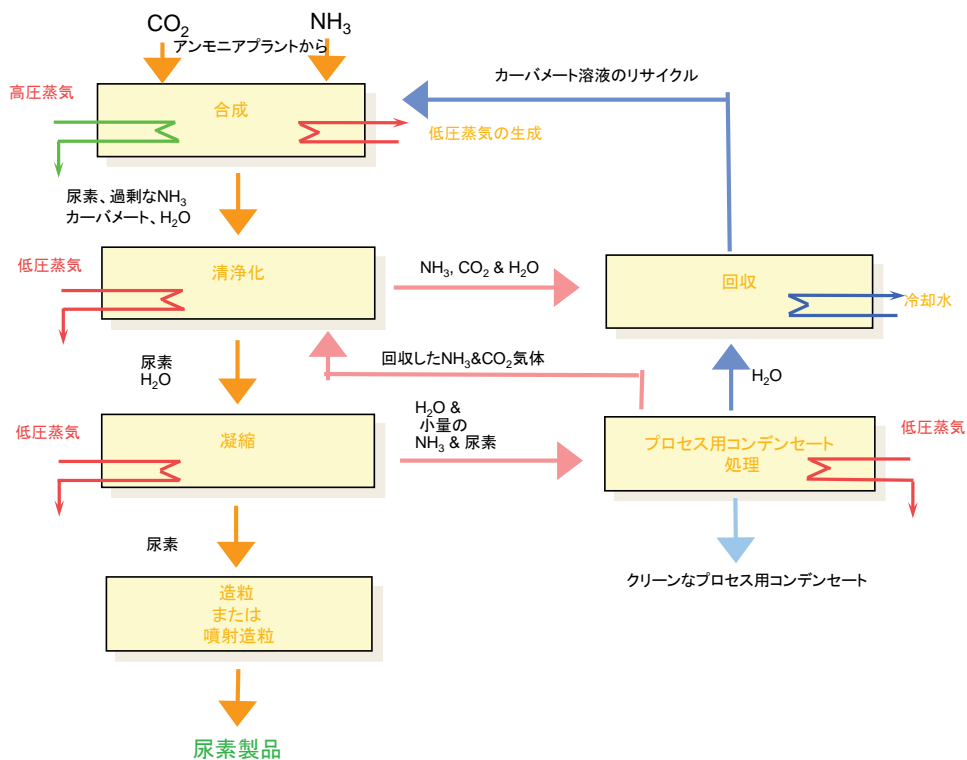 CO2
NH3
アンモニアプラントから
カーバメート溶液のリサイクル
高圧蒸気
合成
低圧蒸気の生成
尿素、過剰なNH3
カーバメート、H2O
低圧蒸気
清浄化
NH3, CO2 & H2O
回収
冷却水
尿素
H2O
回収したNH3&CO2気体
H2O
低圧蒸気
凝縮
H2O &
小量の
NH3 & 尿素
プロセス用コンデンセート
処理
低圧蒸気
尿素
クリーンなプロセス用コンデンセート
造粒
または
噴射造粒
尿素製品